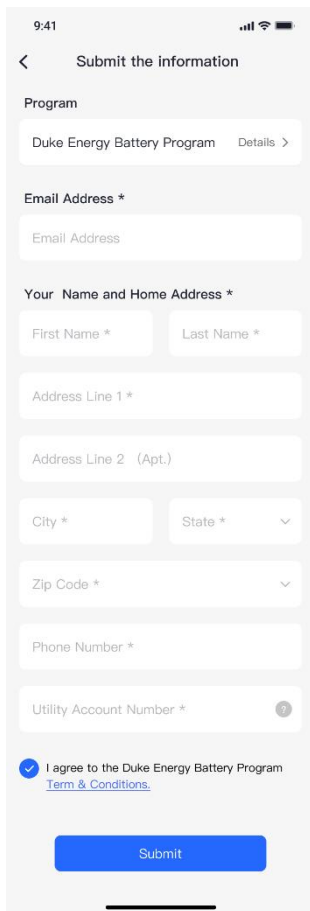 9:41
Submit the information
Program
Duke Energy Battery Program Details >
Email Address *
Email Address
Your Name and Home Address *
First Name * Last Name *
Address Line 1 *
Address Line 2 (Apt.)
City * State *
Zip Code *
Phone Number *
Utility Account Number * ?
I agree to the Duke Energy Battery Program
Term & Conditions.
Submit